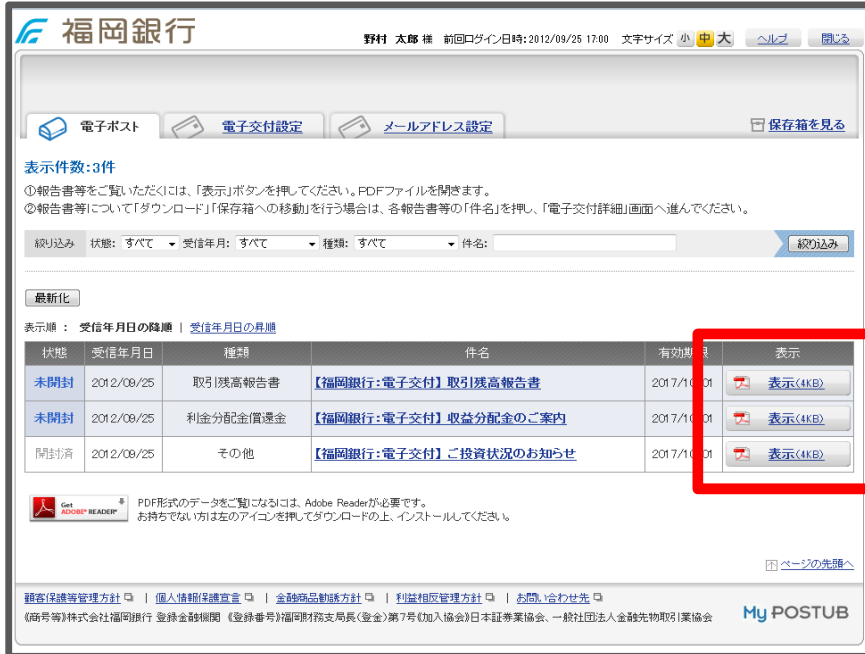 福岡銀行
野村 太郎 様 前回ログイン日時:2012/09/25 17:00 文字サイズ 小 中 大 ヘルプ 閉じる
電子ポスト 電子交付設定 メールアドレス設定 保存箱を見る
表示件数:3件
①報告書等をご覧いただくには、「表示」ボタンを押してください。PDFファイルを開きます。
②報告書等について「ダウンロード」「保存箱への移動」を行う場合は、各報告書等の「件名」を押し、「電子交付詳細」画面へ進んでください。
絞り込み 状態: すべて 受信年月: すべて 種類: すべて 件名: 絞り込み
最新化
表示順 : 受信年月日の降順 | 受信年月日の昇順
状態 受信年月日 種類 件名 有効期限 表示
未開封 2012/09/25 取引残高報告書 【福岡銀行:電子交付】取引残高報告書 2017/10/01 表示(4KB)
未開封 2012/09/25 利金分配金償還金 【福岡銀行:電子交付】収益分配金のご案内 2017/10/01 表示(4KB)
開封済 2012/09/25 その他 【福岡銀行:電子交付】ご投資状況のお知らせ 2017/10/01 表示(4KB)
Get ADOBE® READER® PDF形式のデータをご覧になるには、Adobe Readerが必要です。
お持ちでない方は左のアイコンを押してダウンロードの上、インストールしてください。
ページの先頭へ
顧客保護等管理方針 | 個人情報保護宣言 | 金融商品勧誘方針 | 利益相反管理方針 | お問い合わせ先
《商号等》株式会社福岡銀行 登録金融機関 《登録番号》福岡財務支局長(登金)第7号《加入協会》日本証券業協会、一般社団法人金融先物取引業協会
My POSTUB